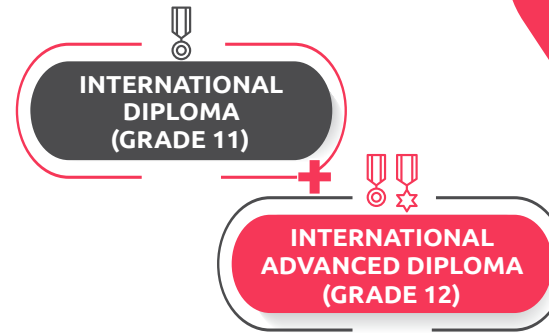 INTERNATIONAL
DIPLOMA
(GRADE 11)
INTERNATIONAL
ADVANCED DIPLOMA
(GRADE 12)